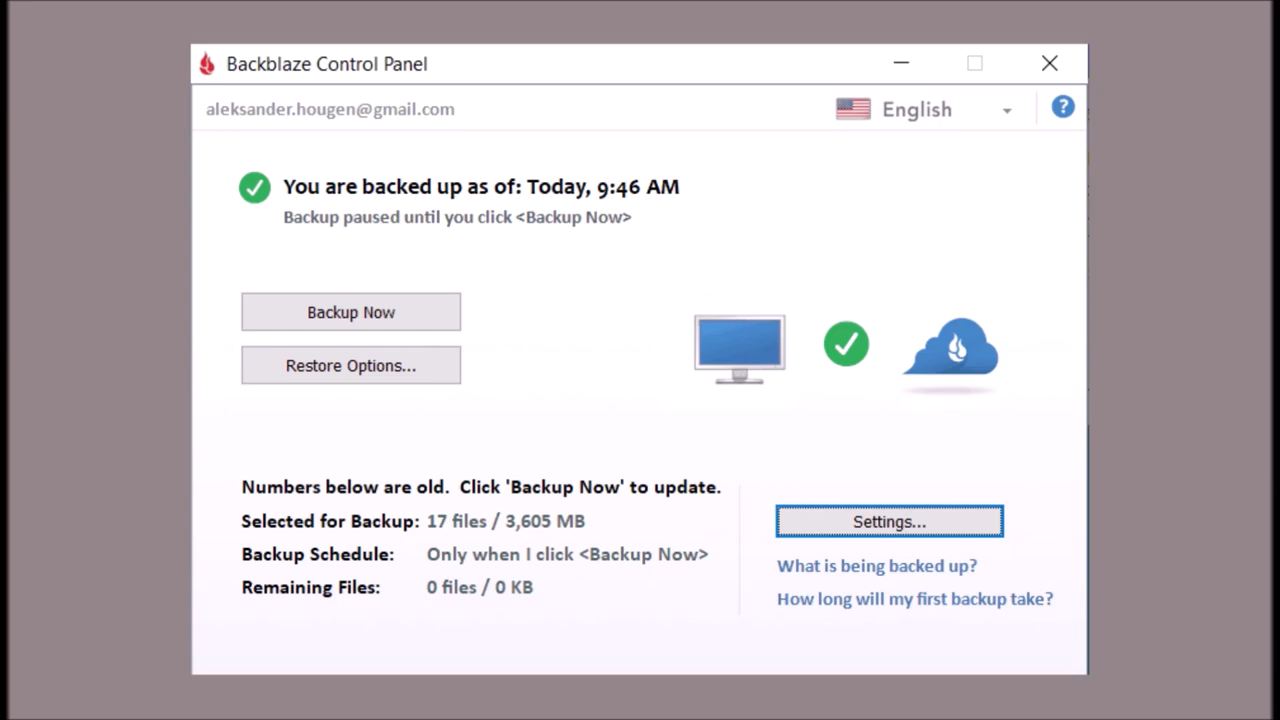 Backblaze Control Panel
aleksander.hougen@gmail.com
English
?
You are backed up as of: Today, 9:46 AM
Backup paused until you click <Backup Now>
Backup Now
Restore Options...
Numbers below are old.  Click 'Backup Now' to update.
Selected for Backup: 17 files / 3,605 MB
Backup Schedule: Only when I click <Backup Now>
Remaining Files: 0 files / 0 KB
Settings...
What is being backed up?
How long will my first backup take?